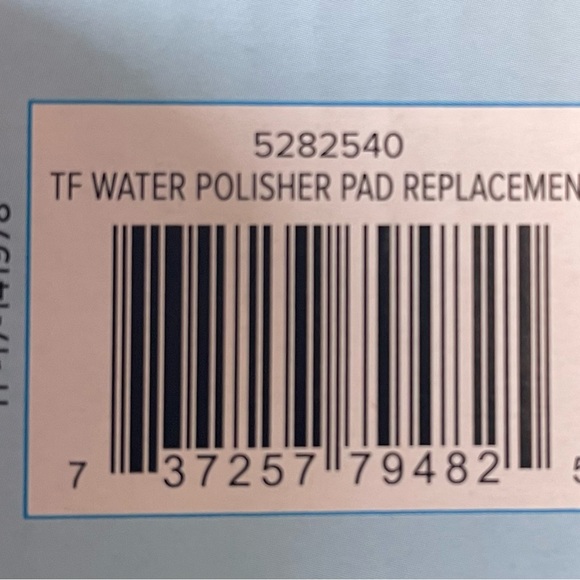 5282540
TF WATER POLISHER PAD REPLACEMEN
7 37257 79482 5